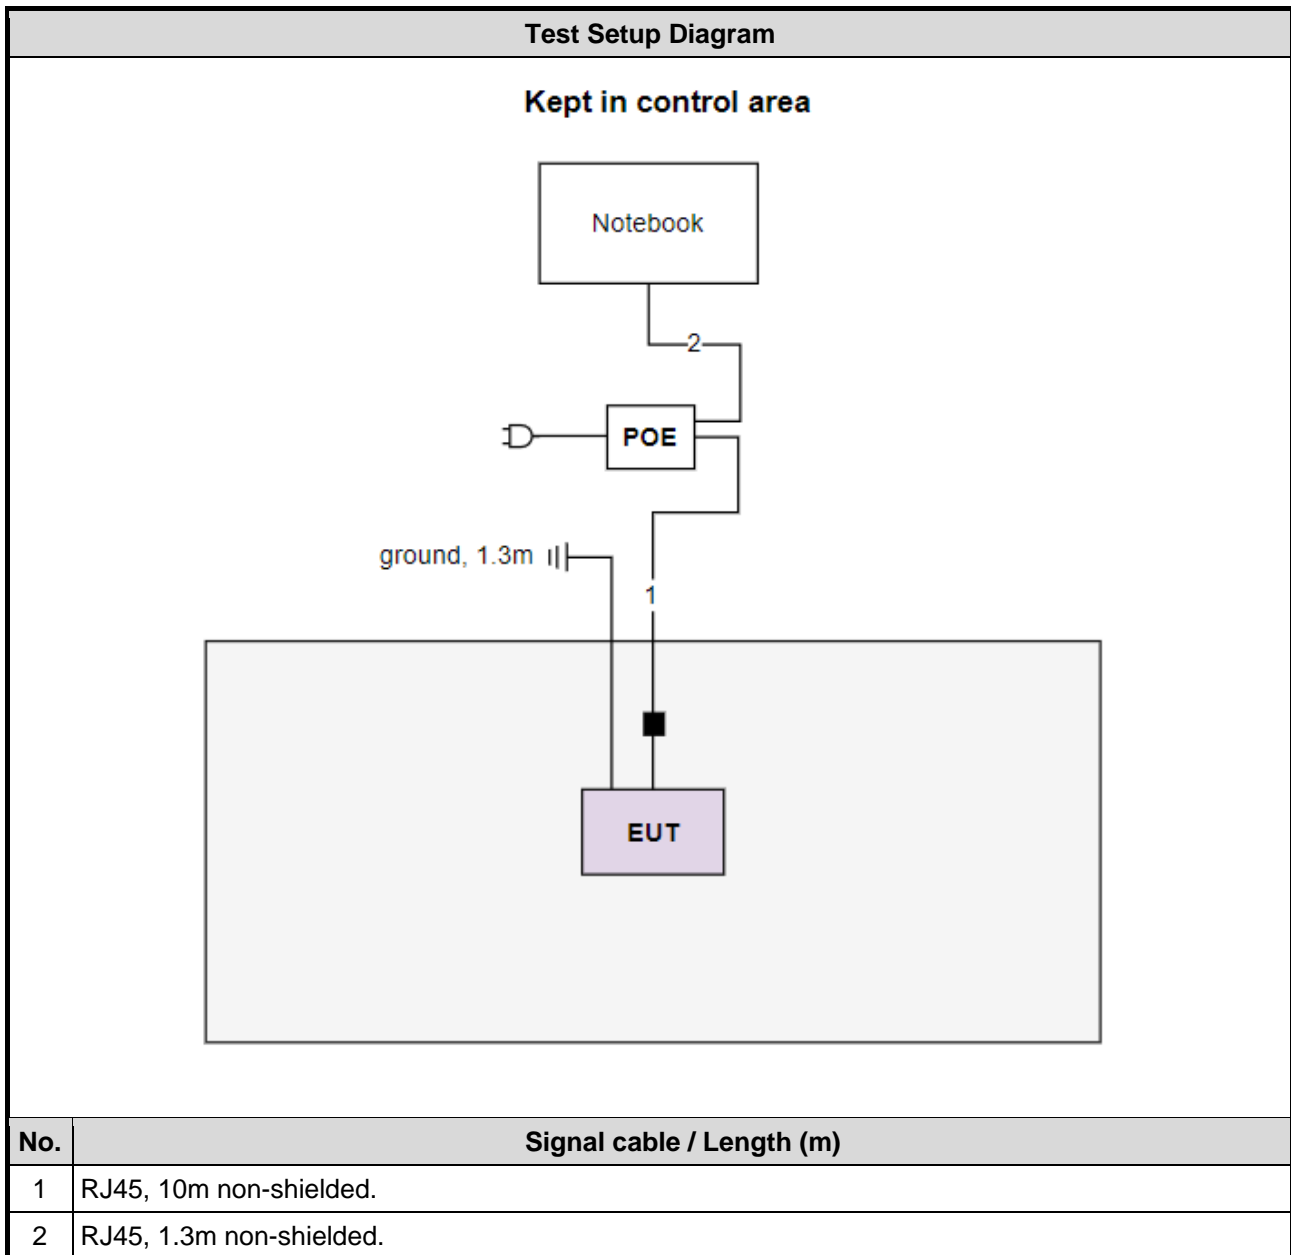 Test Setup Diagram
Kept in control area
Notebook
2
POE
ground, 1.3m
1
EUT
No. Signal cable / Length (m)
1 RJ45, 10m non-shielded.
2 RJ45, 1.3m non-shielded.